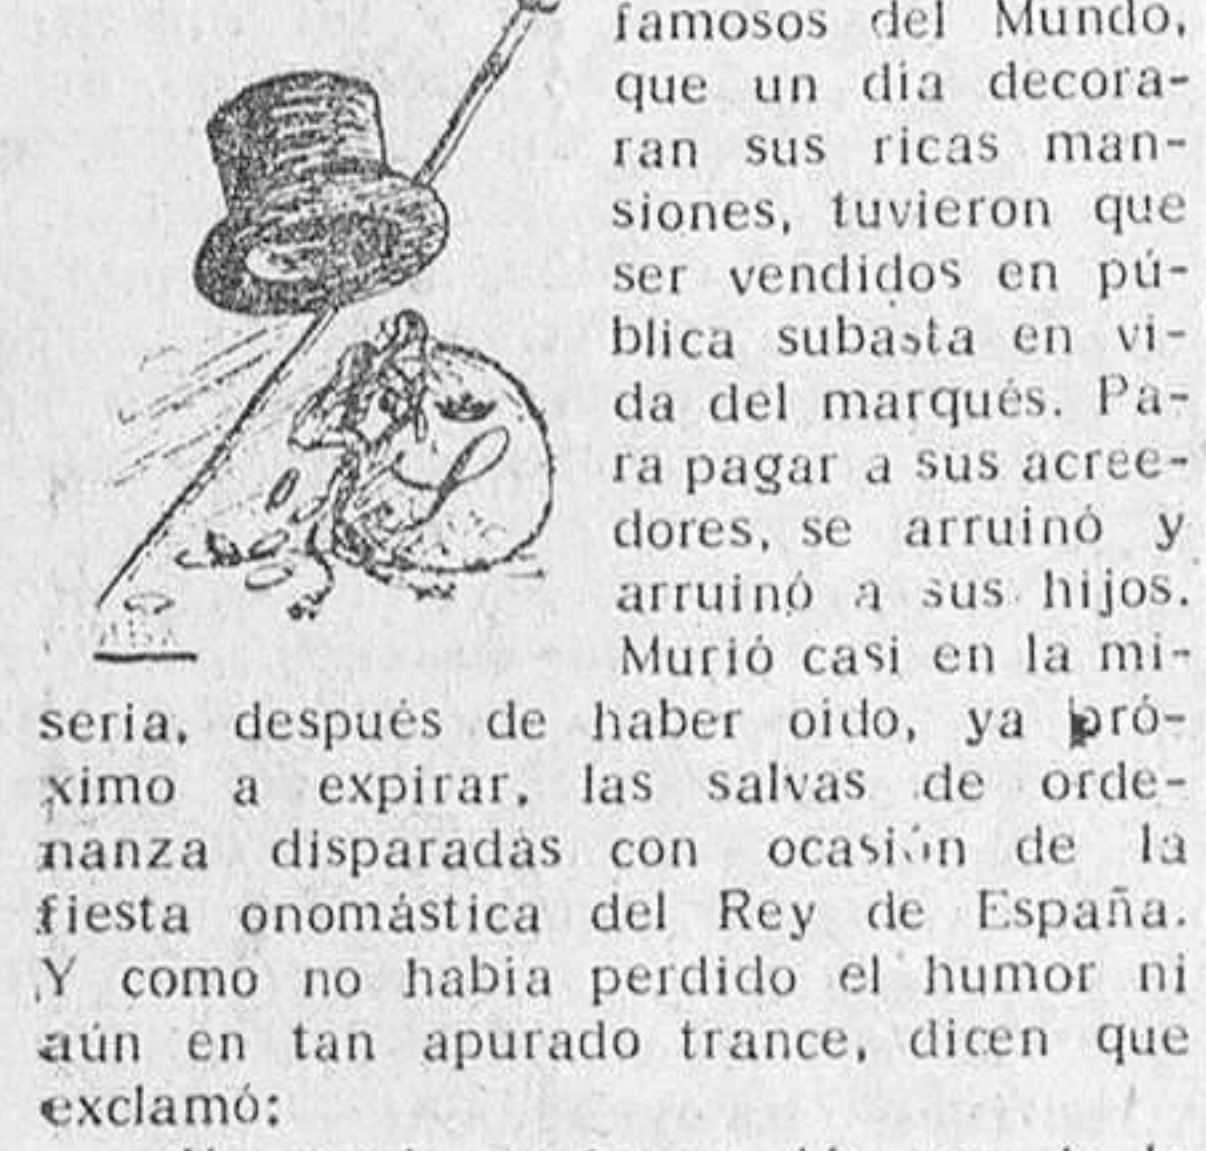 famosos del Mundo,
que un dia decora-
ran sus ricas man-
siones, tuvieron que
ser vendidos en pú-
blica subasta en vi-
da del marqués. Pa-
ra pagar a sus acree-
dores, se arruinó y
arruinó a sus hijos.
Murió casi en la mi-
seria, después de haber oido, ya pró-
ximo a expirar, las salvas de orde-
nanza disparadas con ocasión de la
fiesta onomástica del Rey de España.
Y como no habia perdido el humor ni
aún en tan apurado trance, dicen que
exclamó: